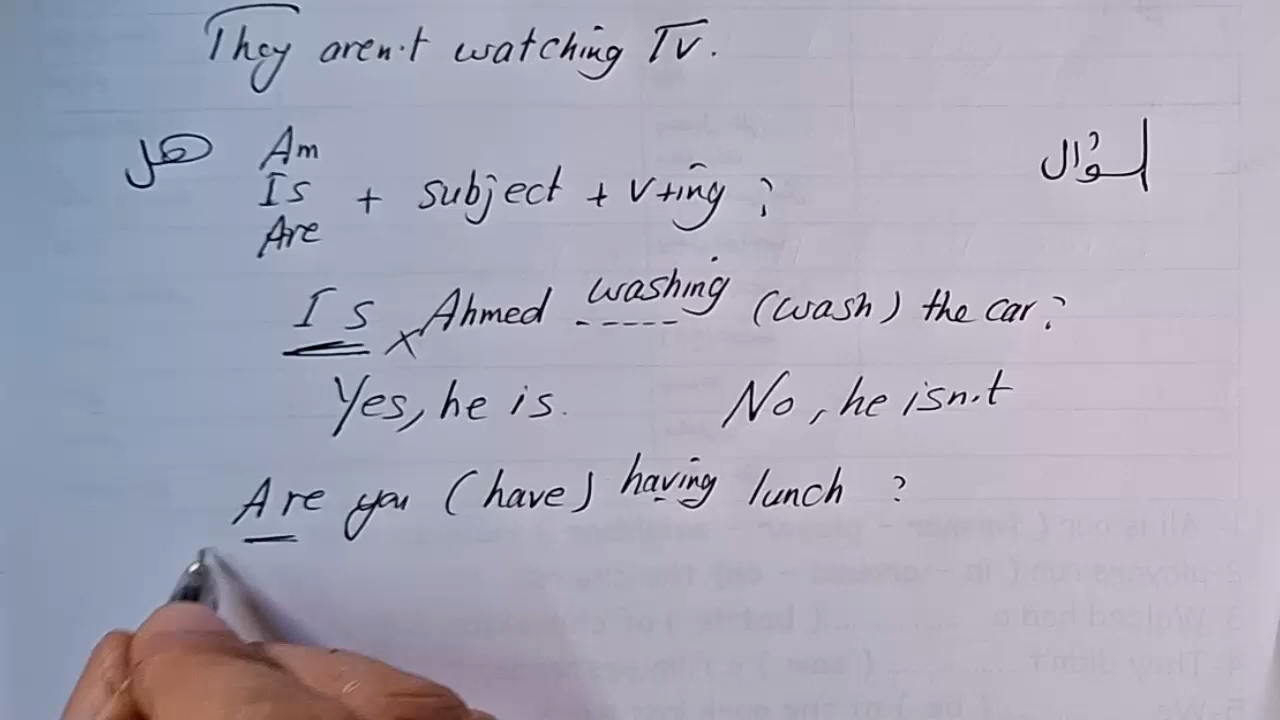 They aren't watching TV.
هل Am السؤال
Is + subject + v+ing ?
Are
Is x Ahmed washing (wash) the car?
Yes, he is. No, he isn't
Are you (have) having lunch ?